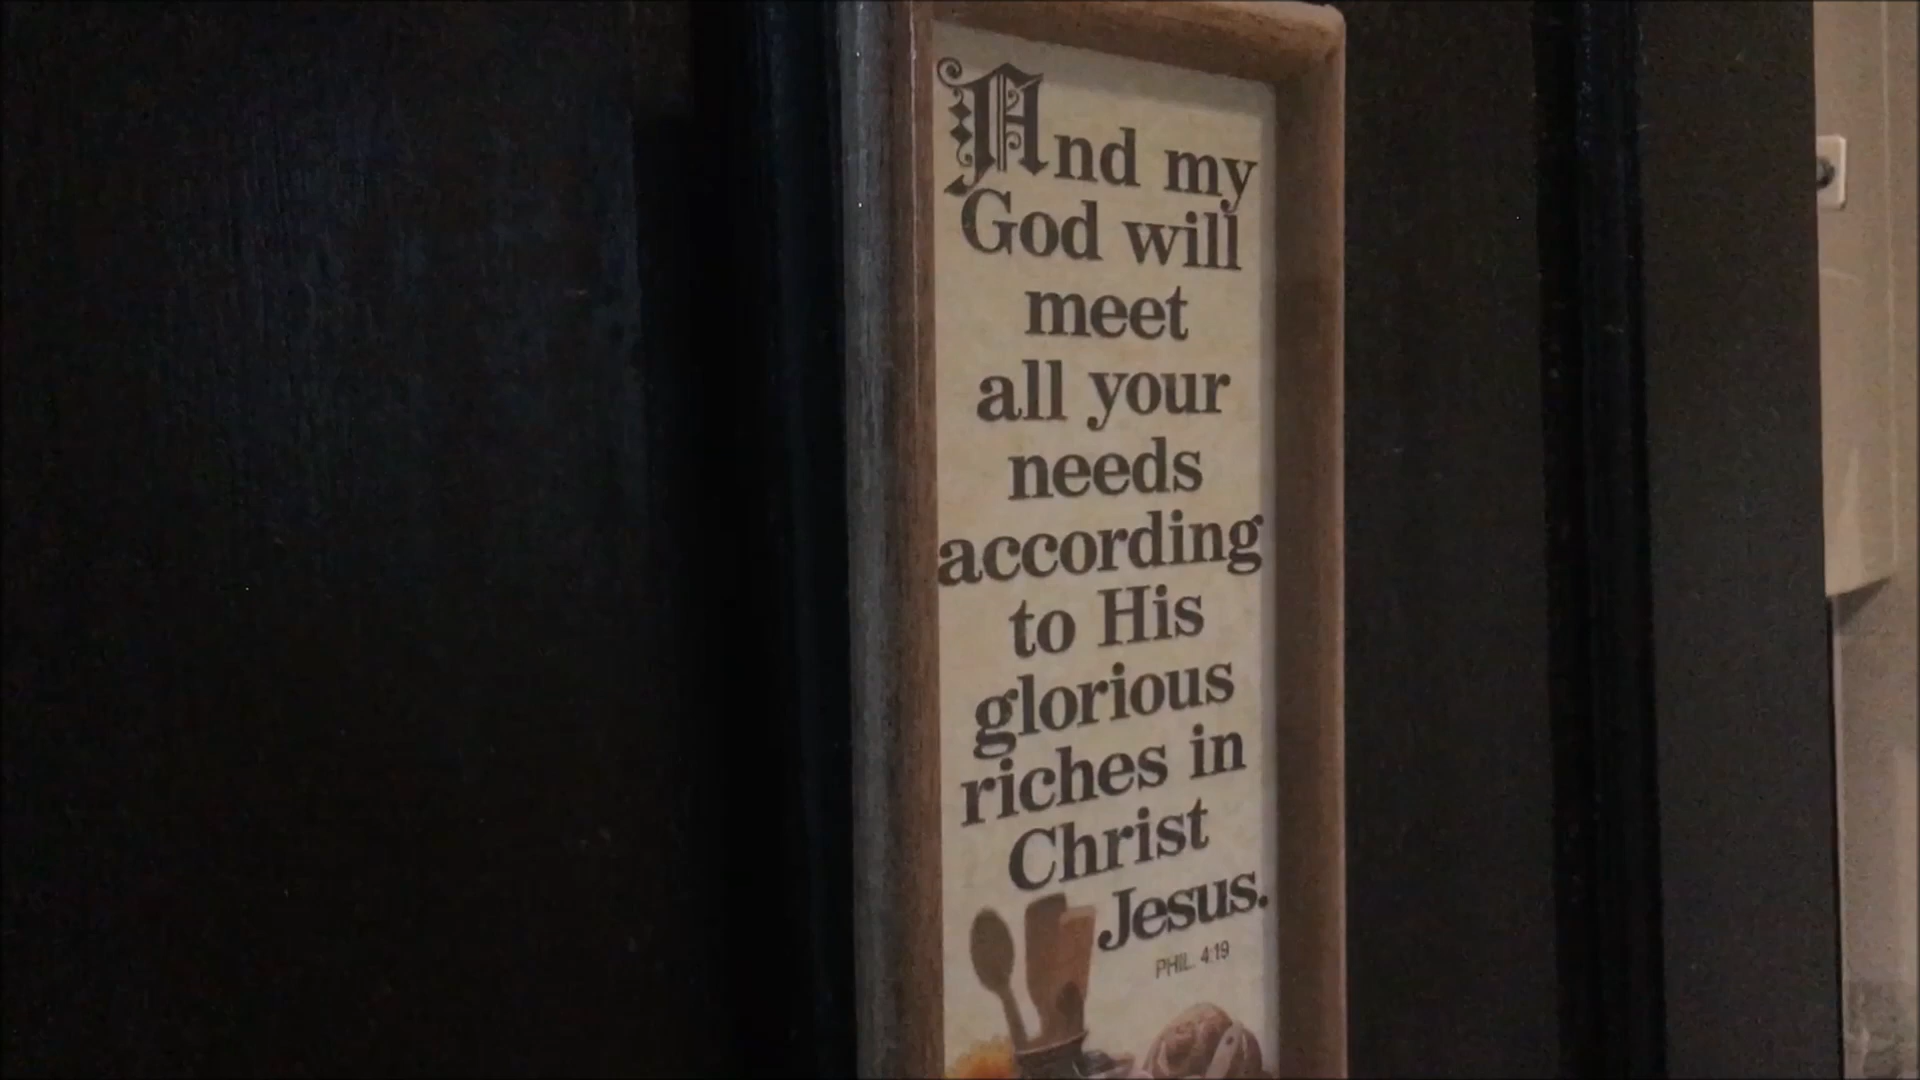 And my
God will
meet
all your
needs
according
to His
glorious
riches in
Christ
Jesus.
PHIL. 4:19